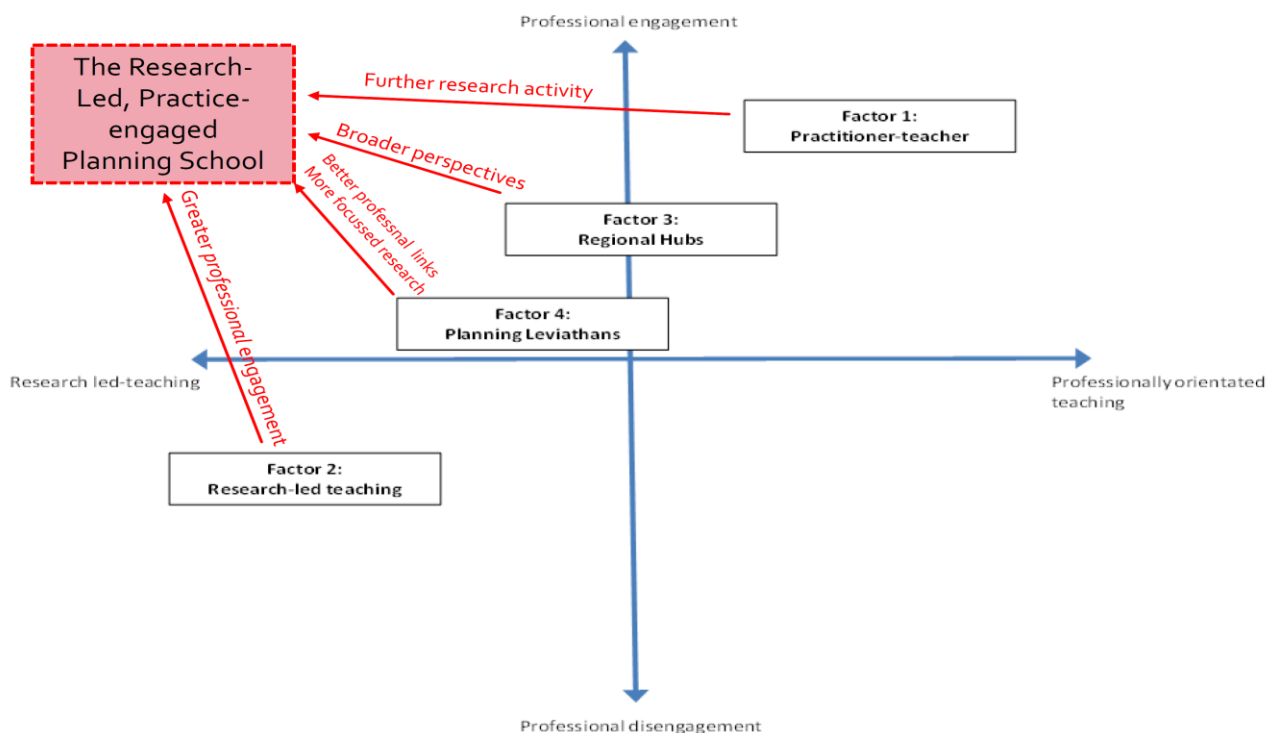 Professional engagement
The Research-
Led, Practice-
engaged
Planning School
Further research activity
Factor 1:
Practitioner-teacher
Broader perspectives
Better professnal links
More focussed research
Factor 3:
Regional Hubs
Greater professional engagement
Factor 4:
Planning Leviathans
Research led-teaching
Professionally orientated
teaching
Factor 2:
Research-led teaching
Professional disengagement